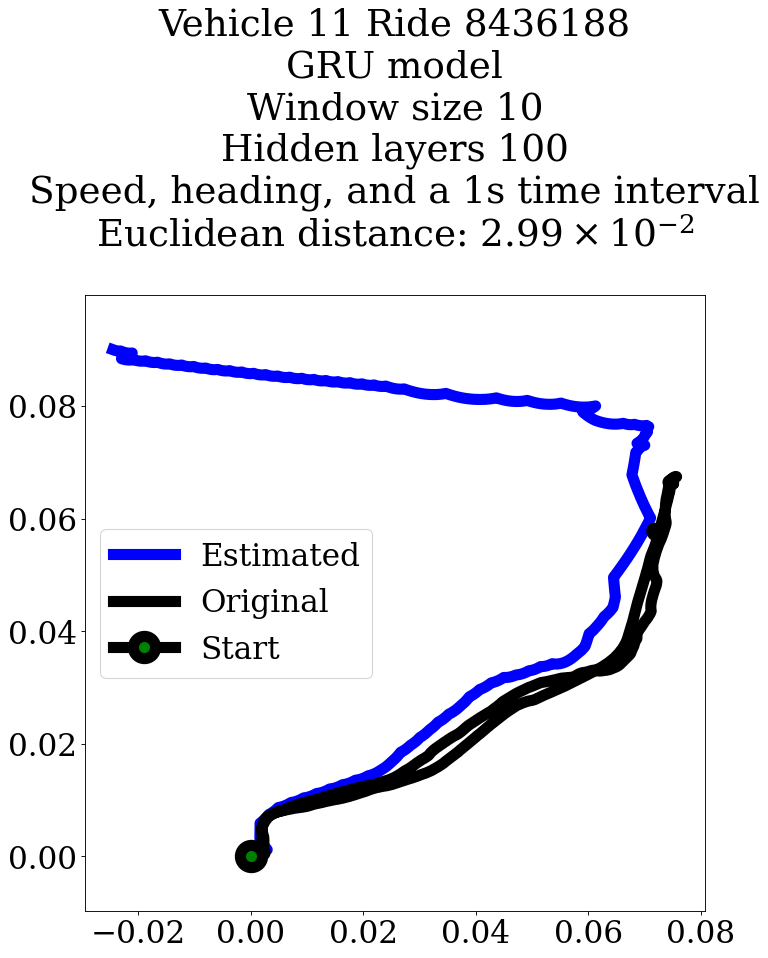 Vehicle 11 Ride 8436188
GRU model
Window size 10
Hidden layers 100
Speed, heading, and a 1s time interval
Euclidean distance: 2.99 × 10⁻²
0.08
0.06
Estimated
Original
0.04
Start
0.02
0.00
−0.02 0.00 0.02 0.04 0.06 0.08